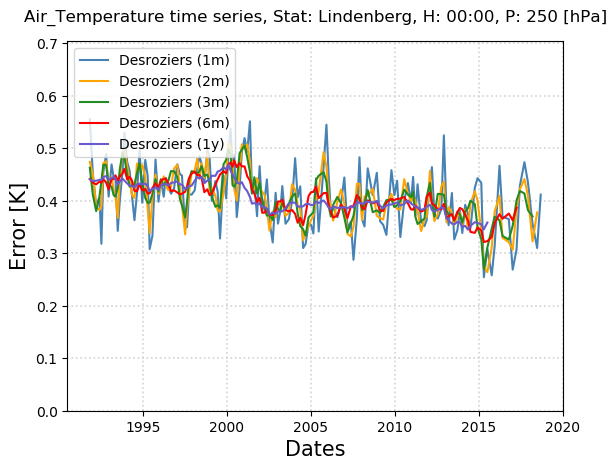 Air_Temperature time series, Stat: Lindenberg, H: 00:00, P: 250 [hPa]
0.7
0.6
0.5
0.4
0.3
0.2
0.1
0.0
Error [K]
Desroziers (1m)
Desroziers (2m)
Desroziers (3m)
Desroziers (6m)
Desroziers (1y)
1995
2000
2005
2010
2015
2020
Dates